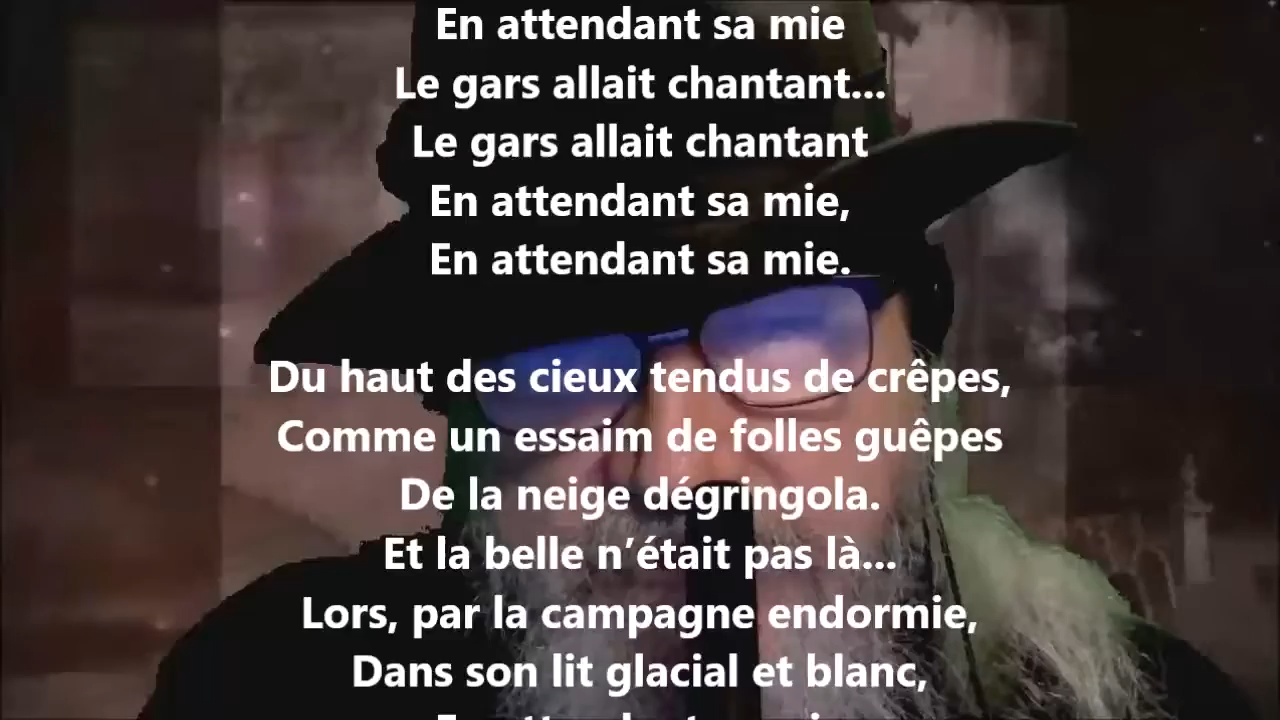 En attendant sa mie
Le gars allait chantant...
Le gars allait chantant
En attendant sa mie,
En attendant sa mie.
Du haut des cieux tendus de crêpes,
Comme un essaim de folles guêpes
De la neige dégringola.
Et la belle n’était pas là...
Lors, par la campagne endormie,
Dans son lit glacial et blanc,